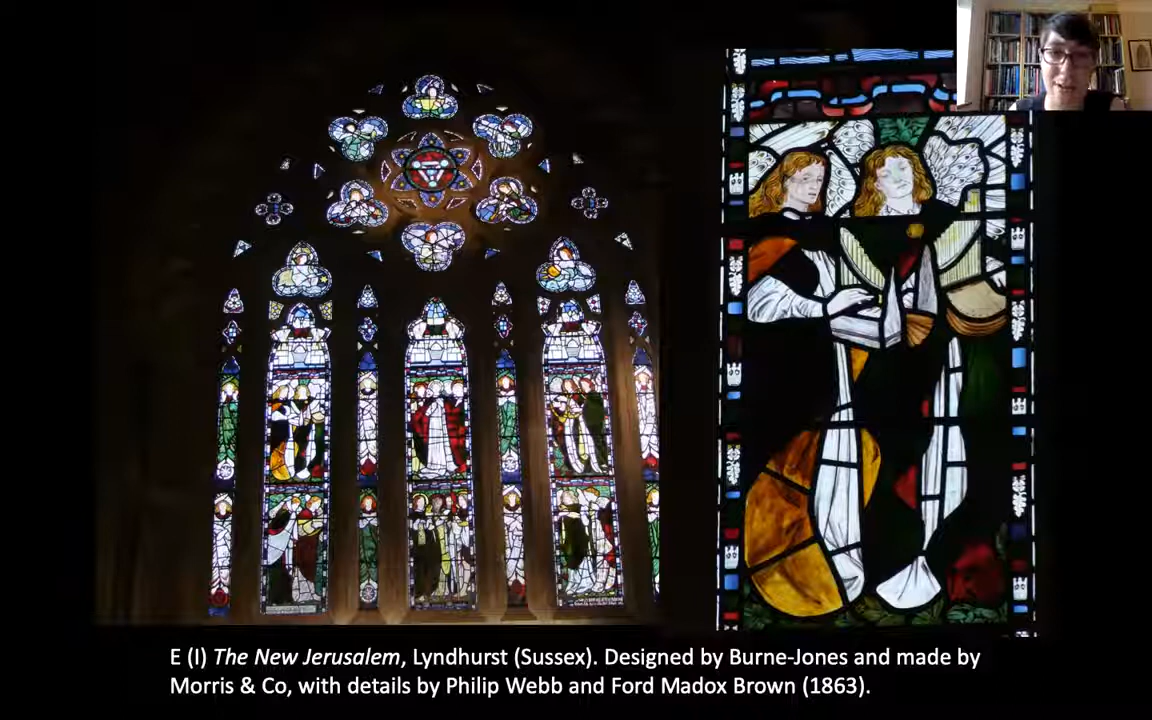 E (I) The New Jerusalem, Lyndhurst (Sussex). Designed by Burne-Jones and made by
Morris & Co, with details by Philip Webb and Ford Madox Brown (1863).